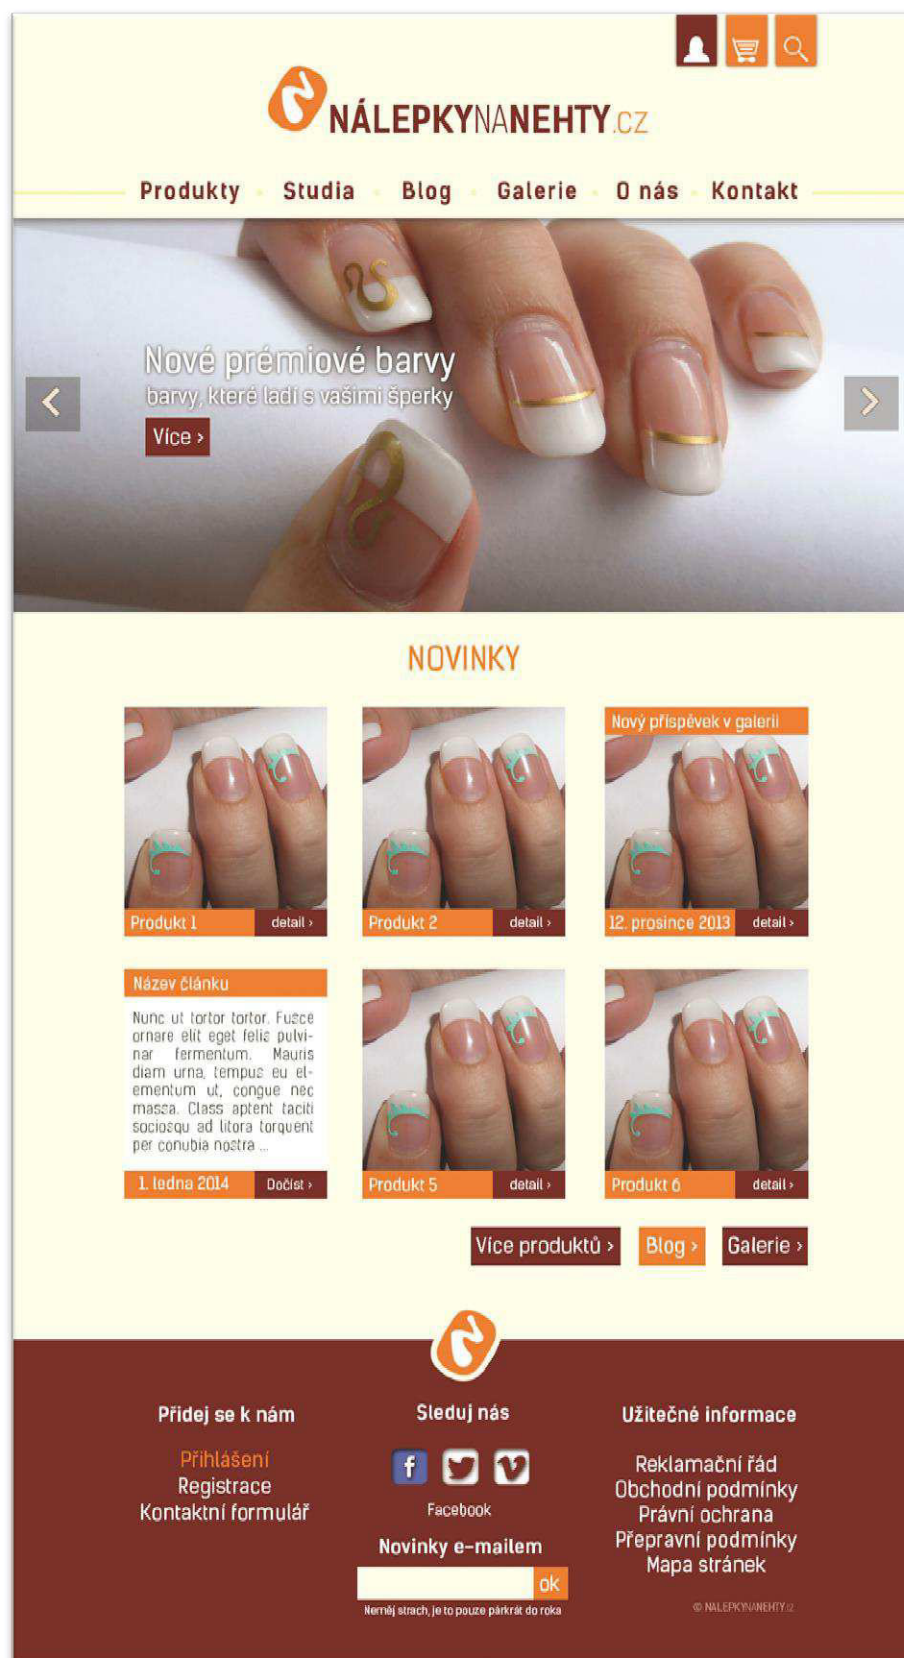 NÁLEPKYNANEHTY.CZ
Produkty Studia Blog Galerie O nás Kontakt
Nové prémiové barvy
barvy, které ladí s vašimi šperky
Více ›
NOVINKY
Produkt 1 detail ›
Produkt 2 detail ›
Nový příspěvek v galerii
12. prosince 2013 detail ›
Název článku
Nunc ut tortor tortor. Fusce
ornare elit eget felis pulvi-
nar fermentum. Mauris
diam urna, tempus eu el-
ementum ut, congue nec
massa. Class aptent taciti
sociosqu ad litora torquent
per conubia nostra ...
1. ledna 2014 Dočíst ›
Produkt 5 detail ›
Produkt 6 detail ›
Více produktů › Blog › Galerie ›
Přidej se k nám
Přihlášení
Registrace
Kontaktní formulář
Sleduj nás
Facebook
Novinky e-mailem
ok
Neměj strach, je to pouze párkrát do roka
Užitečné informace
Reklamační řád
Obchodní podmínky
Právní ochrana
Přepravní podmínky
Mapa stránek
© NALEPKYNANEHTY.cz